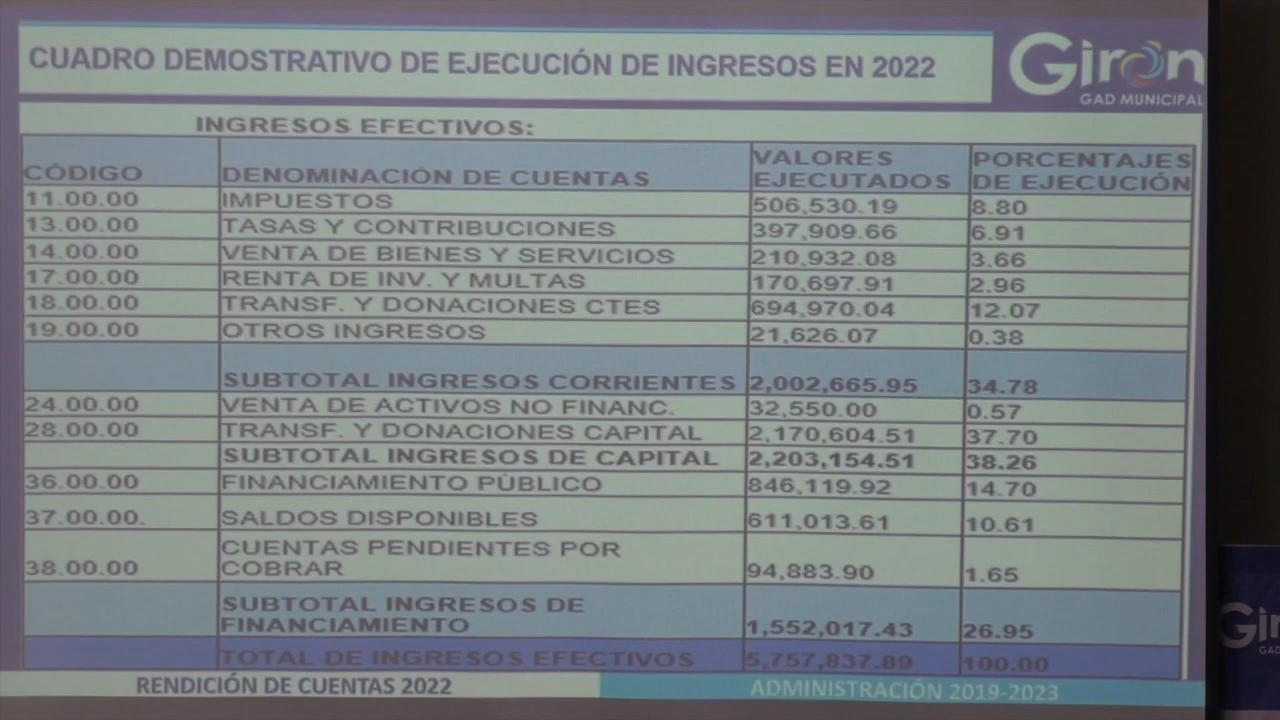 CUADRO DEMOSTRATIVO DE EJECUCIÓN DE INGRESOS EN 2022
Girón
GAD MUNICIPAL
INGRESOS EFECTIVOS:
CÓDIGO DENOMINACIÓN DE CUENTAS VALORES EJECUTADOS PORCENTAJES DE EJECUCIÓN
11.00.00 IMPUESTOS 506,530.19 8.80
13.00.00 TASAS Y CONTRIBUCIONES 397,909.66 6.91
14.00.00 VENTA DE BIENES Y SERVICIOS 210,932.08 3.66
17.00.00 RENTA DE INV. Y MULTAS 170,697.91 2.96
18.00.00 TRANSF. Y DONACIONES CTES 694,970.04 12.07
19.00.00 OTROS INGRESOS 21,626.07 0.38
SUBTOTAL INGRESOS CORRIENTES 2,002,665.95 34.78
24.00.00 VENTA DE ACTIVOS NO FINANC. 32,550.00 0.57
28.00.00 TRANSF. Y DONACIONES CAPITAL 2,170,604.51 37.70
SUBTOTAL INGRESOS DE CAPITAL 2,203,154.51 38.26
36.00.00 FINANCIAMIENTO PÙBLICO 846,119.92 14.70
37.00.00. SALDOS DISPONIBLES 611,013.61 10.61
38.00.00 CUENTAS PENDIENTES POR COBRAR 94,883.90 1.65
SUBTOTAL INGRESOS DE FINANCIAMIENTO 1,552,017.43 26.95
TOTAL DE INGRESOS EFECTIVOS 5,757,837.89 100.00
RENDICIÓN DE CUENTAS 2022
ADMINISTRACIÓN 2019-2023
Gir
GAD